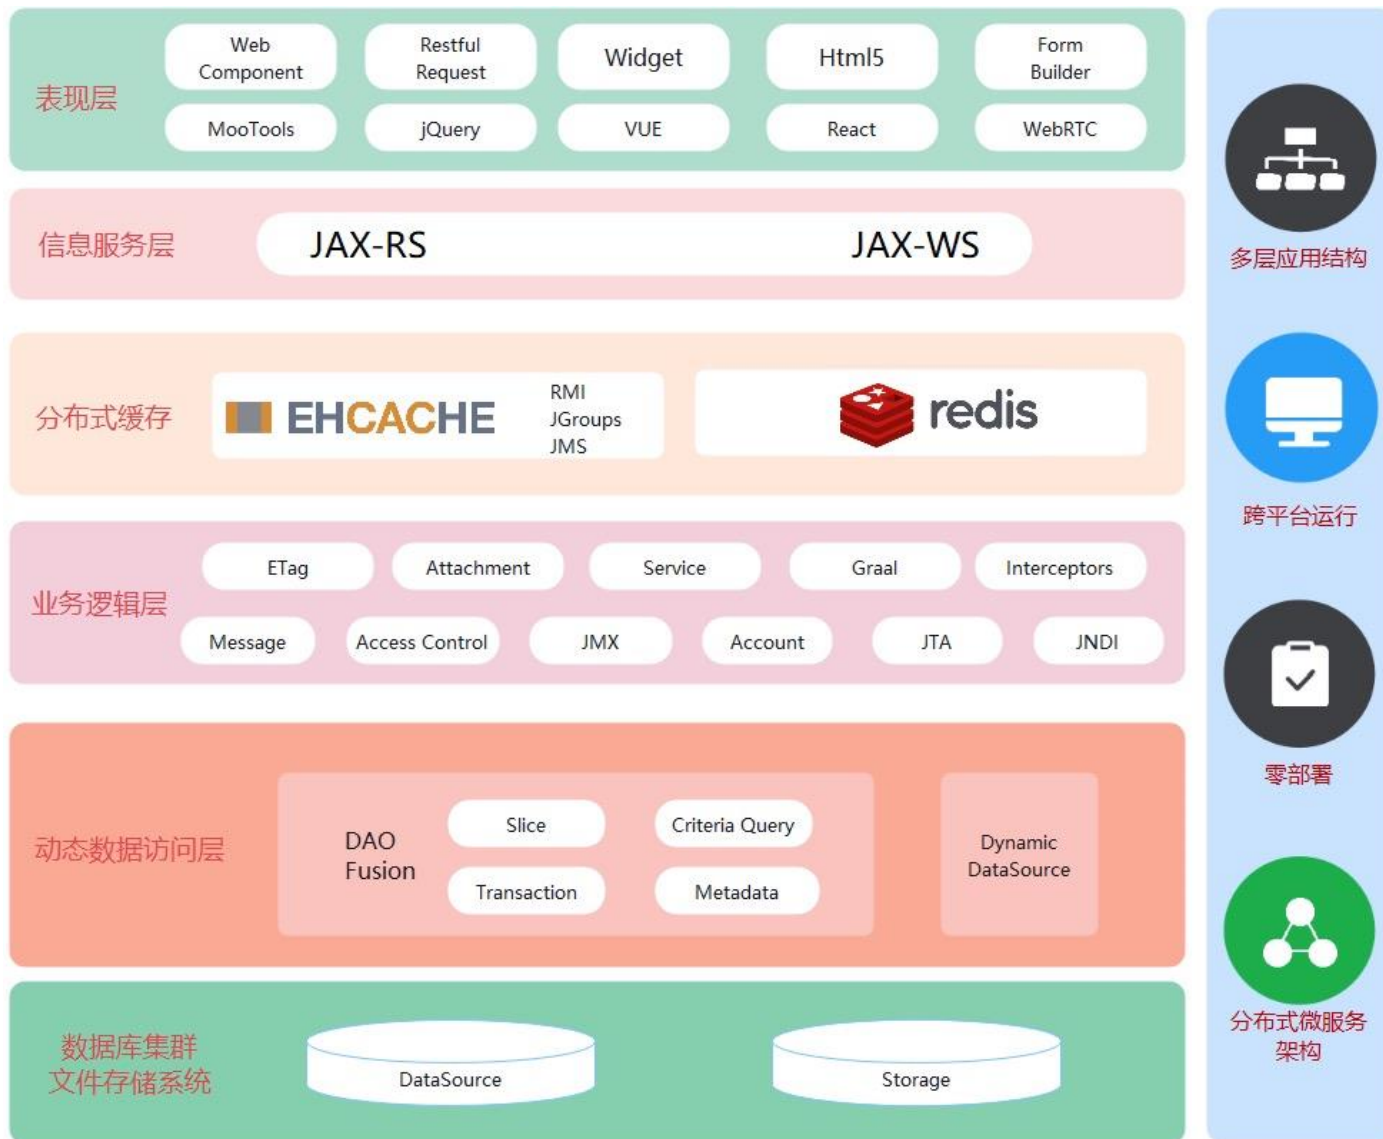 表现层
Web
Component
Restful
Request
Widget
Html5
Form
Builder
MooTools
jQuery
VUE
React
WebRTC
信息服务层
JAX-RS
JAX-WS
分布式缓存
EHCACHE
RMI
JGroups
JMS
redis
业务逻辑层
ETag
Attachment
Service
Graal
Interceptors
Message
Access Control
JMX
Account
JTA
JNDI
动态数据访问层
DAO
Fusion
Slice
Criteria Query
Transaction
Metadata
Dynamic
DataSource
数据库集群
文件存储系统
DataSource
Storage
多层应用结构
跨平台运行
零部署
分布式微服务
架构